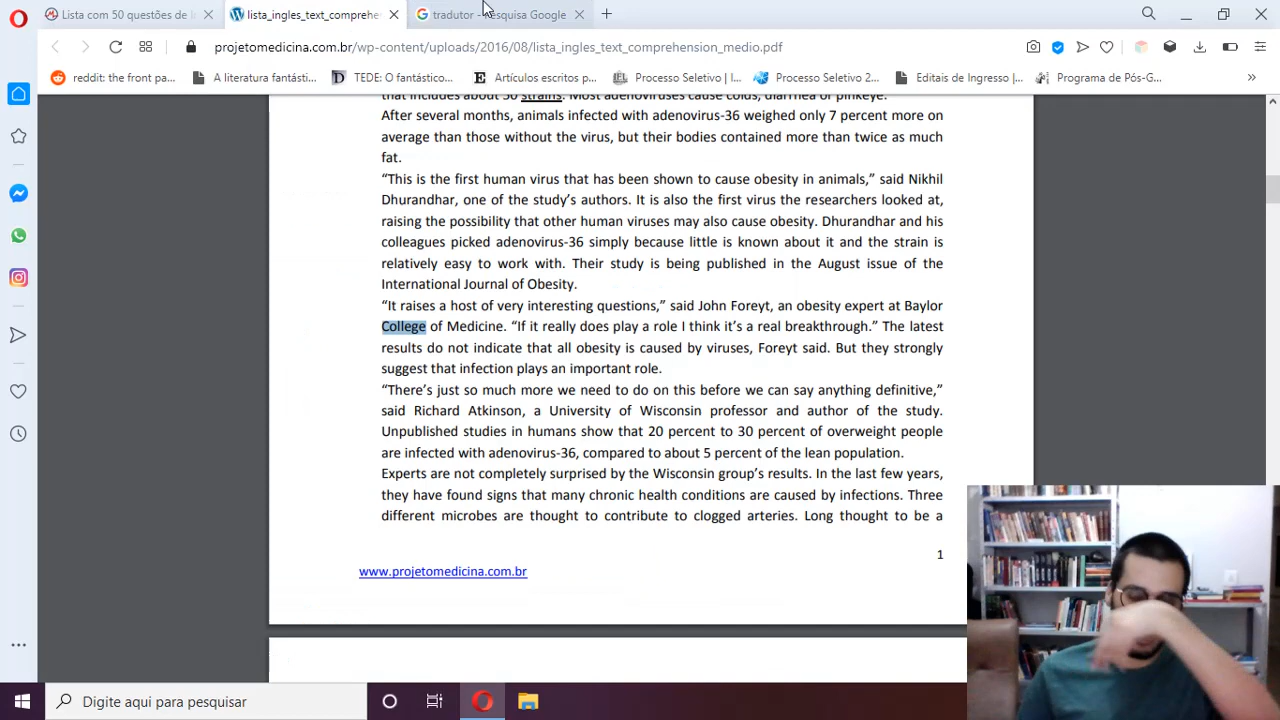 Lista com 50 questões de i
lista_ingles_text_comprehe
tradutor - Pesquisa Google
projetomedicina.com.br/wp-content/uploads/2016/08/lista_ingles_text_comprehension_medio.pdf
reddit: the front pa...
A literatura fantásti...
TEDE: O fantástico...
Artículos escritos p...
Processo Seletivo | I...
Processo Seletivo 2...
Editais de Ingresso |...
Programa de Pós-G...
that includes about 50 strains. Most adenoviruses cause colds, diarrhea or pinkeye.
After several months, animals infected with adenovirus-36 weighed only 7 percent more on
average than those without the virus, but their bodies contained more than twice as much
fat.
“This is the first human virus that has been shown to cause obesity in animals,” said Nikhil
Dhurandhar, one of the study’s authors. It is also the first virus the researchers looked at,
raising the possibility that other human viruses may also cause obesity. Dhurandhar and his
colleagues picked adenovirus-36 simply because little is known about it and the strain is
relatively easy to work with. Their study is being published in the August issue of the
International Journal of Obesity.
“It raises a host of very interesting questions,” said John Foreyt, an obesity expert at Baylor
College of Medicine. “If it really does play a role I think it’s a real breakthrough.” The latest
results do not indicate that all obesity is caused by viruses, Foreyt said. But they strongly
suggest that infection plays an important role.
“There’s just so much more we need to do on this before we can say anything definitive,”
said Richard Atkinson, a University of Wisconsin professor and author of the study.
Unpublished studies in humans show that 20 percent to 30 percent of overweight people
are infected with adenovirus-36, compared to about 5 percent of the lean population.
Experts are not completely surprised by the Wisconsin group’s results. In the last few years,
they have found signs that many chronic health conditions are caused by infections. Three
different microbes are thought to contribute to clogged arteries. Long thought to be a
1
www.projetomedicina.com.br
Digite aqui para pesquisar